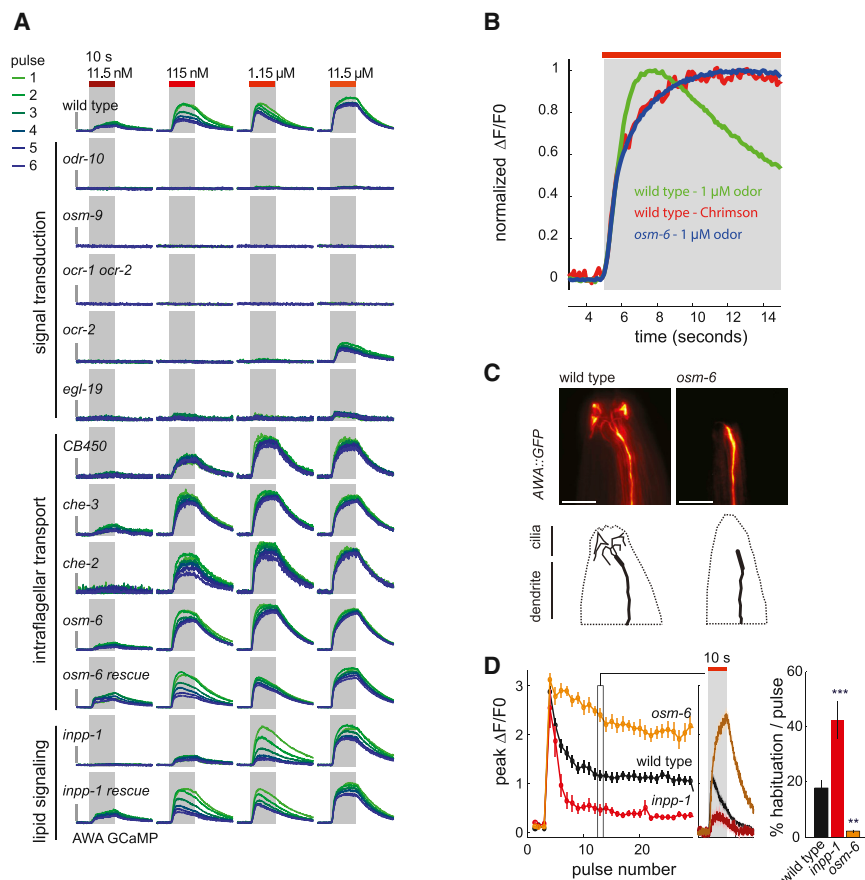 A
pulse
1
2
3
4
5
6
10 s
11.5 nM 115 nM 1.15 µM 11.5 µM
wild type
odr-10
osm-9
ocr-1 ocr-2
ocr-2
egl-19
signal transduction
CB450
che-3
che-2
osm-6
osm-6 rescue
intraflagellar transport
inpp-1
inpp-1 rescue
lipid signaling
AWA GCaMP
B
normalized ΔF/F0
1
0.8
0.6
0.4
0.2
0
wild type - 1 µM odor
wild type - Chrimson
osm-6 - 1 µM odor
4 6 8 10 12 14
time (seconds)
C
wild type osm-6
AWA::GFP
cilia
dendrite
D
peak ΔF/F0
3
2
1
0
osm-6
wild type
inpp-1
0 10 20
pulse number
10 s
% habituation / pulse
60
40
20
0
***
**
wild type
inpp-1
osm-6